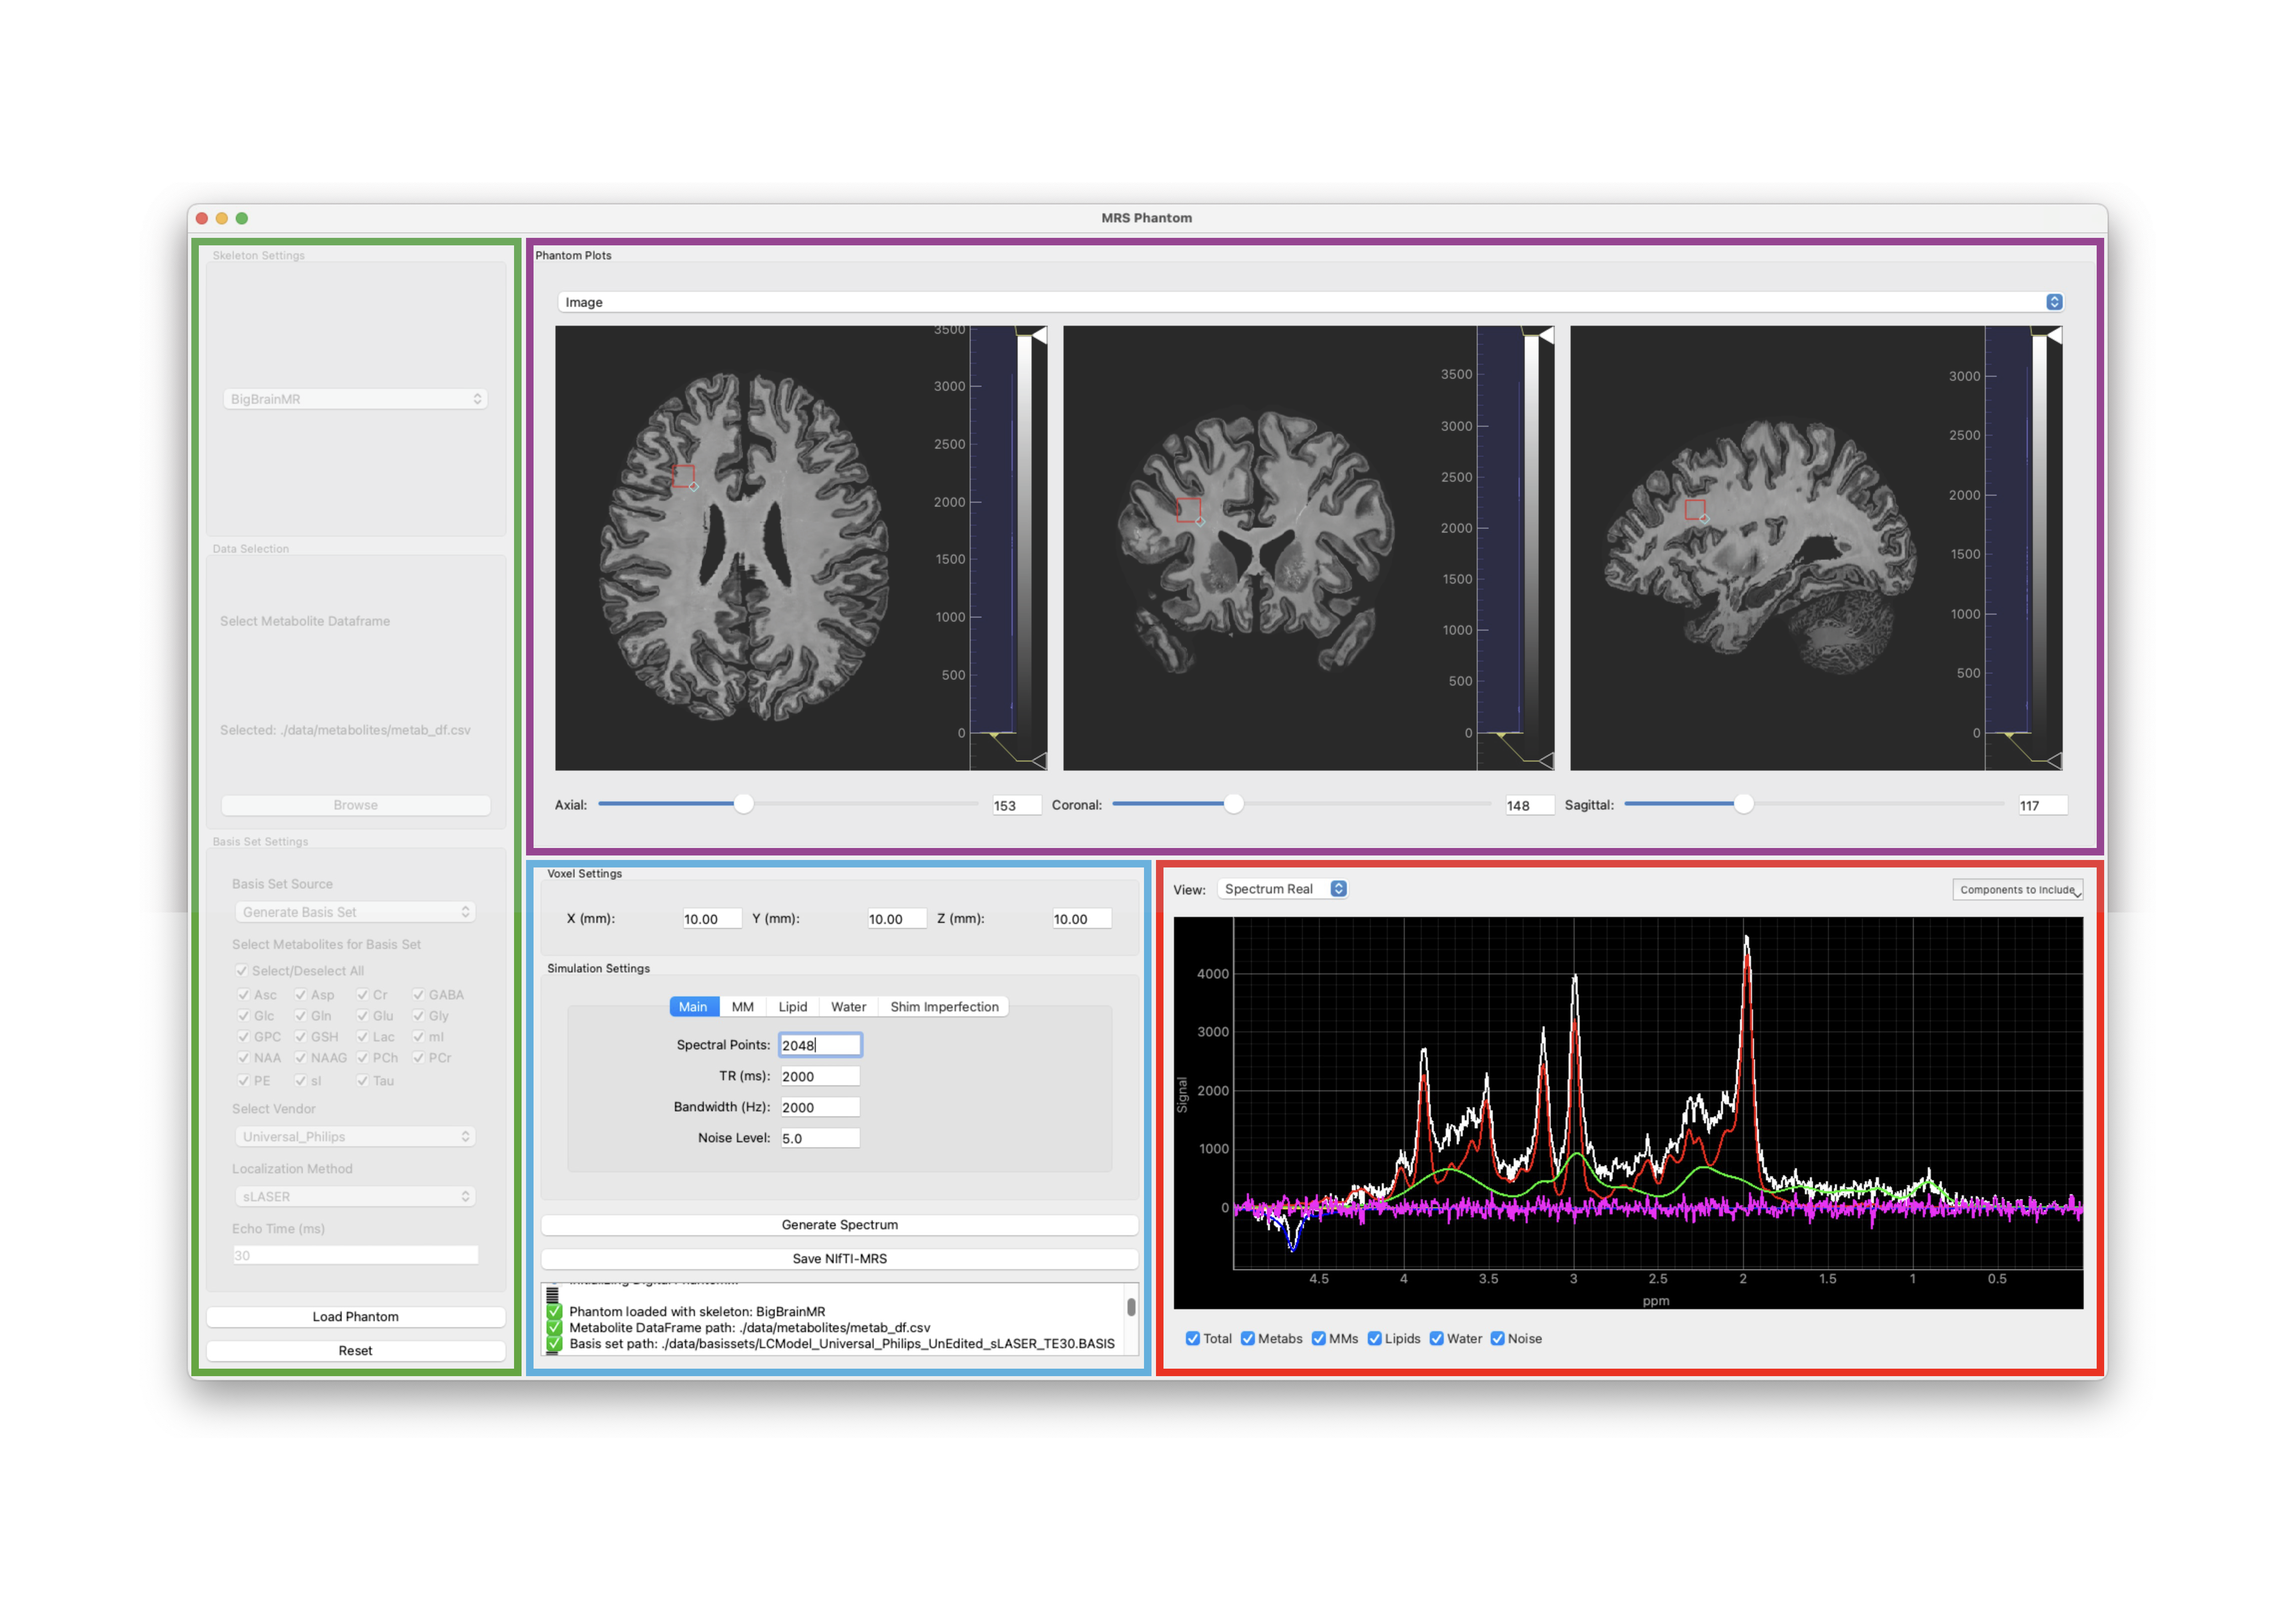 MRS Phantom
Skeleton Settings
BigBrainMR
Data Selection
Select Metabolite Dataframe
Selected: ./data/metabolites/metab_df.csv
Browse
Basis Set Settings
Basis Set Source
Generate Basis Set
Select Metabolites for Basis Set
Select/Deselect All
Asc Asp Cr GABA
Glc Gln Glu Gly
GPC GSH Lac mI
NAA NAAG PCh PCr
PE sI Tau
Select Vendor
Universal_Philips
Localization Method
sLASER
Echo Time (ms)
30
Load Phantom
Reset
Phantom Plots
Image
3500
3000
2500
2000
1500
1000
500
0
3500
3000
2500
2000
1500
1000
500
0
3000
2500
2000
1500
1000
500
0
Axial: 153 Coronal: 148 Sagittal: 117
Voxel Settings
X (mm): 10.00 Y (mm): 10.00 Z (mm): 10.00
Simulation Settings
Main MM Lipid Water Shim Imperfection
Spectral Points: 2048
TR (ms): 2000
Bandwidth (Hz): 2000
Noise Level: 5.0
Generate Spectrum
Save NIfTI-MRS
Phantom loaded with skeleton: BigBrainMR
Metabolite DataFrame path: ./data/metabolites/metab_df.csv
Basis set path: ./data/basissets/LCModel_Universal_Philips_UnEdited_sLASER_TE30.BASIS
View: Spectrum Real Components to Include
Signal
4000
3000
2000
1000
0
4.5 4 3.5 3 2.5 2 1.5 1 0.5
ppm
Total Metabs MMs Lipids Water Noise